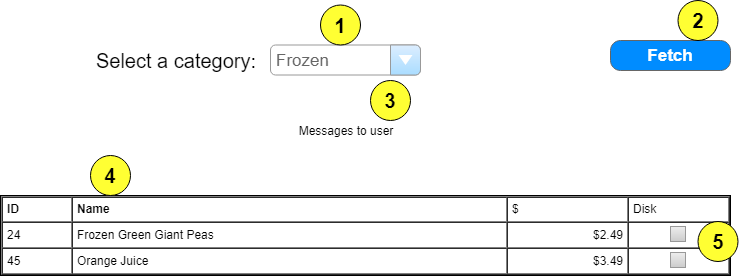 1
2
Select a category: Frozen Fetch
3
Messages to user
4
ID Name $ Disk
24 Frozen Green Giant Peas $2.49
5
45 Orange Juice $3.49